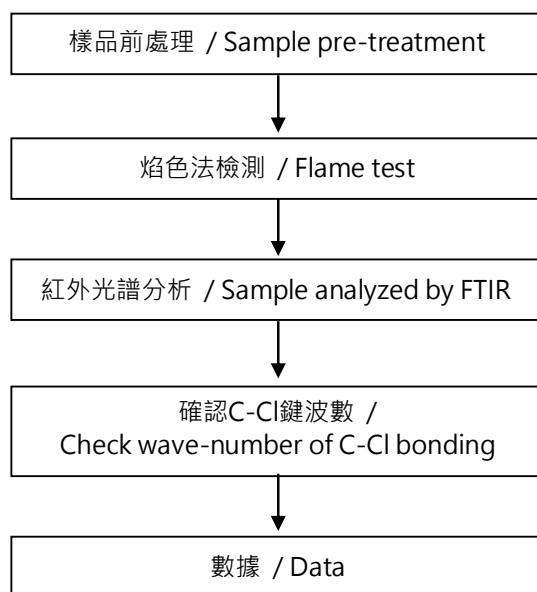 樣品前處理 / Sample pre-treatment
焰色法檢測 / Flame test
紅外光譜分析 / Sample analyzed by FTIR
確認C-Cl鍵波數 /
Check wave-number of C-Cl bonding
數據 / Data